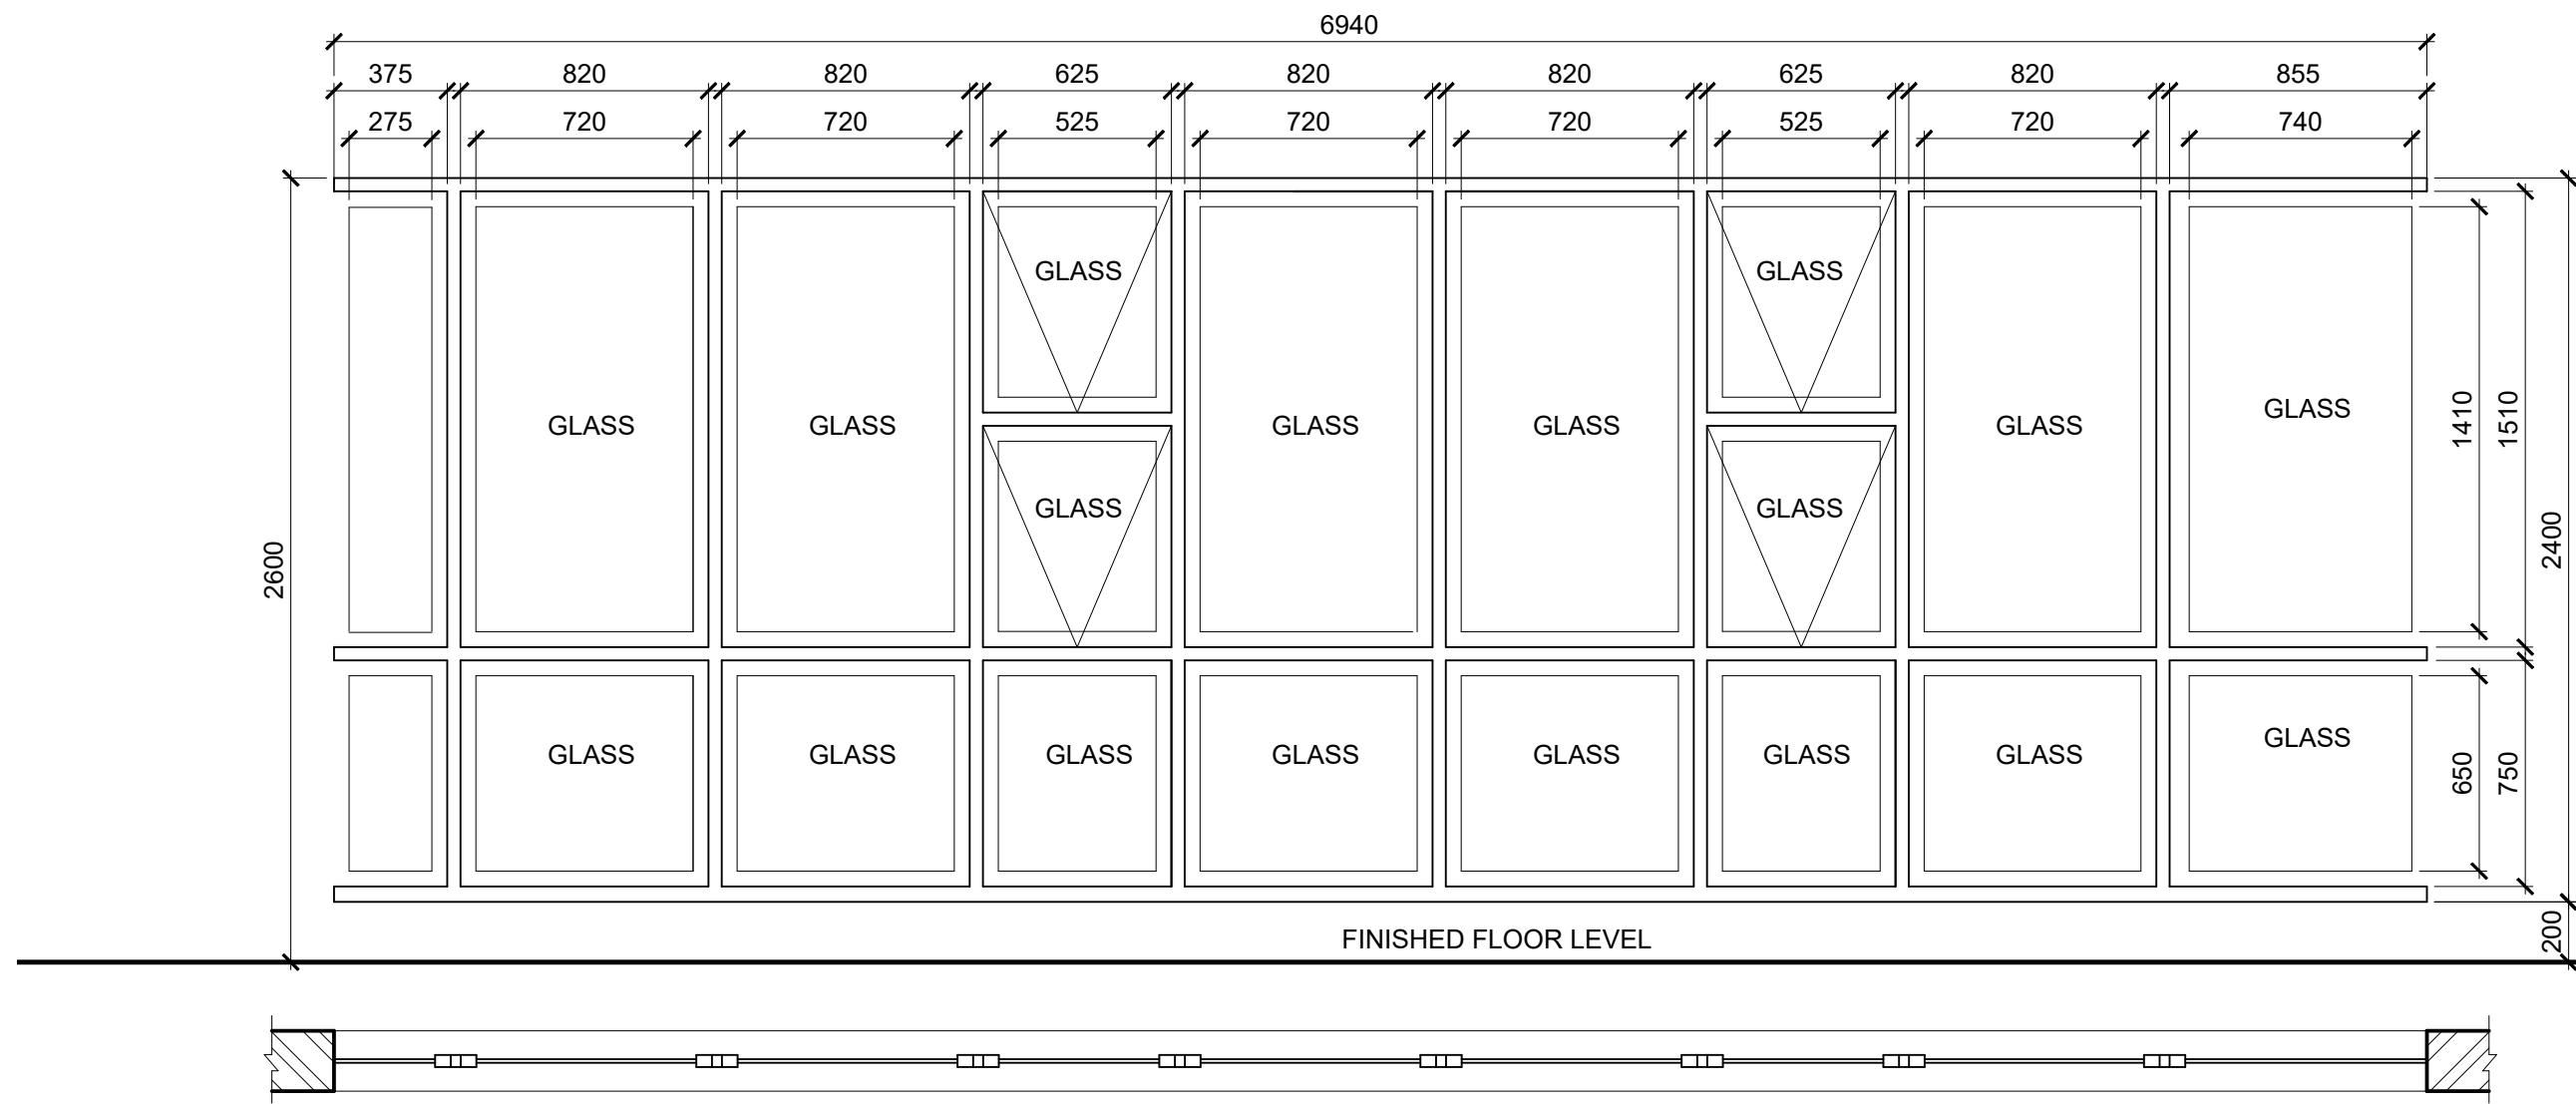 6940
375 820 820 625 820 820 625 820 855
275 720 720 525 720 720 525 720 740
GLASS GLASS
GLASS
GLASS GLASS GLASS GLASS GLASS
1410 1510
GLASS GLASS
2600 2400
GLASS
GLASS GLASS GLASS GLASS GLASS GLASS GLASS
650 750
FINISHED FLOOR LEVEL
200